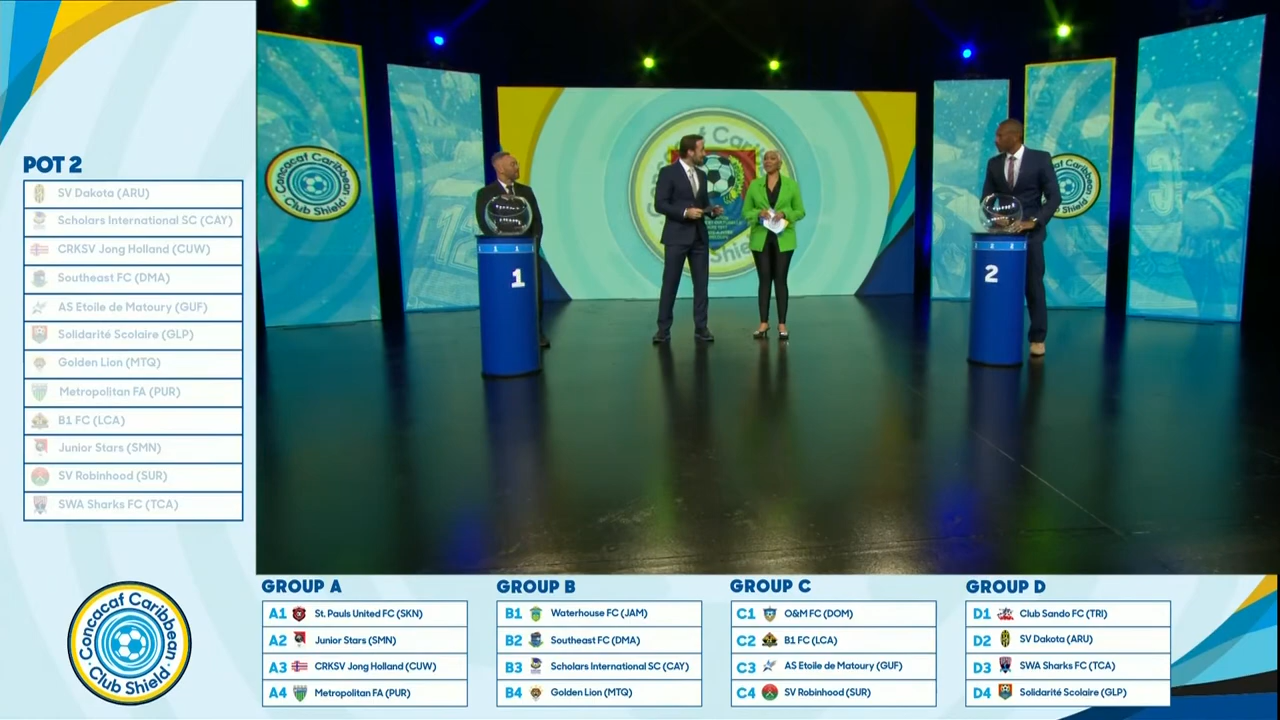 POT 2
SV Dakota (ARU)
Scholars International SC (CAY)
CRKSV Jong Holland (CUW)
Southeast FC (DMA)
AS Etoile de Matoury (GUF)
Solidarité Scolaire (GLP)
Golden Lion (MTQ)
Metropolitan FA (PUR)
B1 FC (LCA)
Junior Stars (SMN)
SV Robinhood (SUR)
SWA Sharks FC (TCA)
Concacaf Caribbean
Club Shield
1
2
Concacaf Caribbean
Club Shield
GROUP A
A1 St. Pauls United FC (SKN)
A2 Junior Stars (SMN)
A3 CRKSV Jong Holland (CUW)
A4 Metropolitan FA (PUR)
GROUP B
B1 Waterhouse FC (JAM)
B2 Southeast FC (DMA)
B3 Scholars International SC (CAY)
B4 Golden Lion (MTQ)
GROUP C
C1 O&M FC (DOM)
C2 B1 FC (LCA)
C3 AS Etoile de Matoury (GUF)
C4 SV Robinhood (SUR)
GROUP D
D1 Club Sando FC (TRI)
D2 SV Dakota (ARU)
D3 SWA Sharks FC (TCA)
D4 Solidarité Scolaire (GLP)